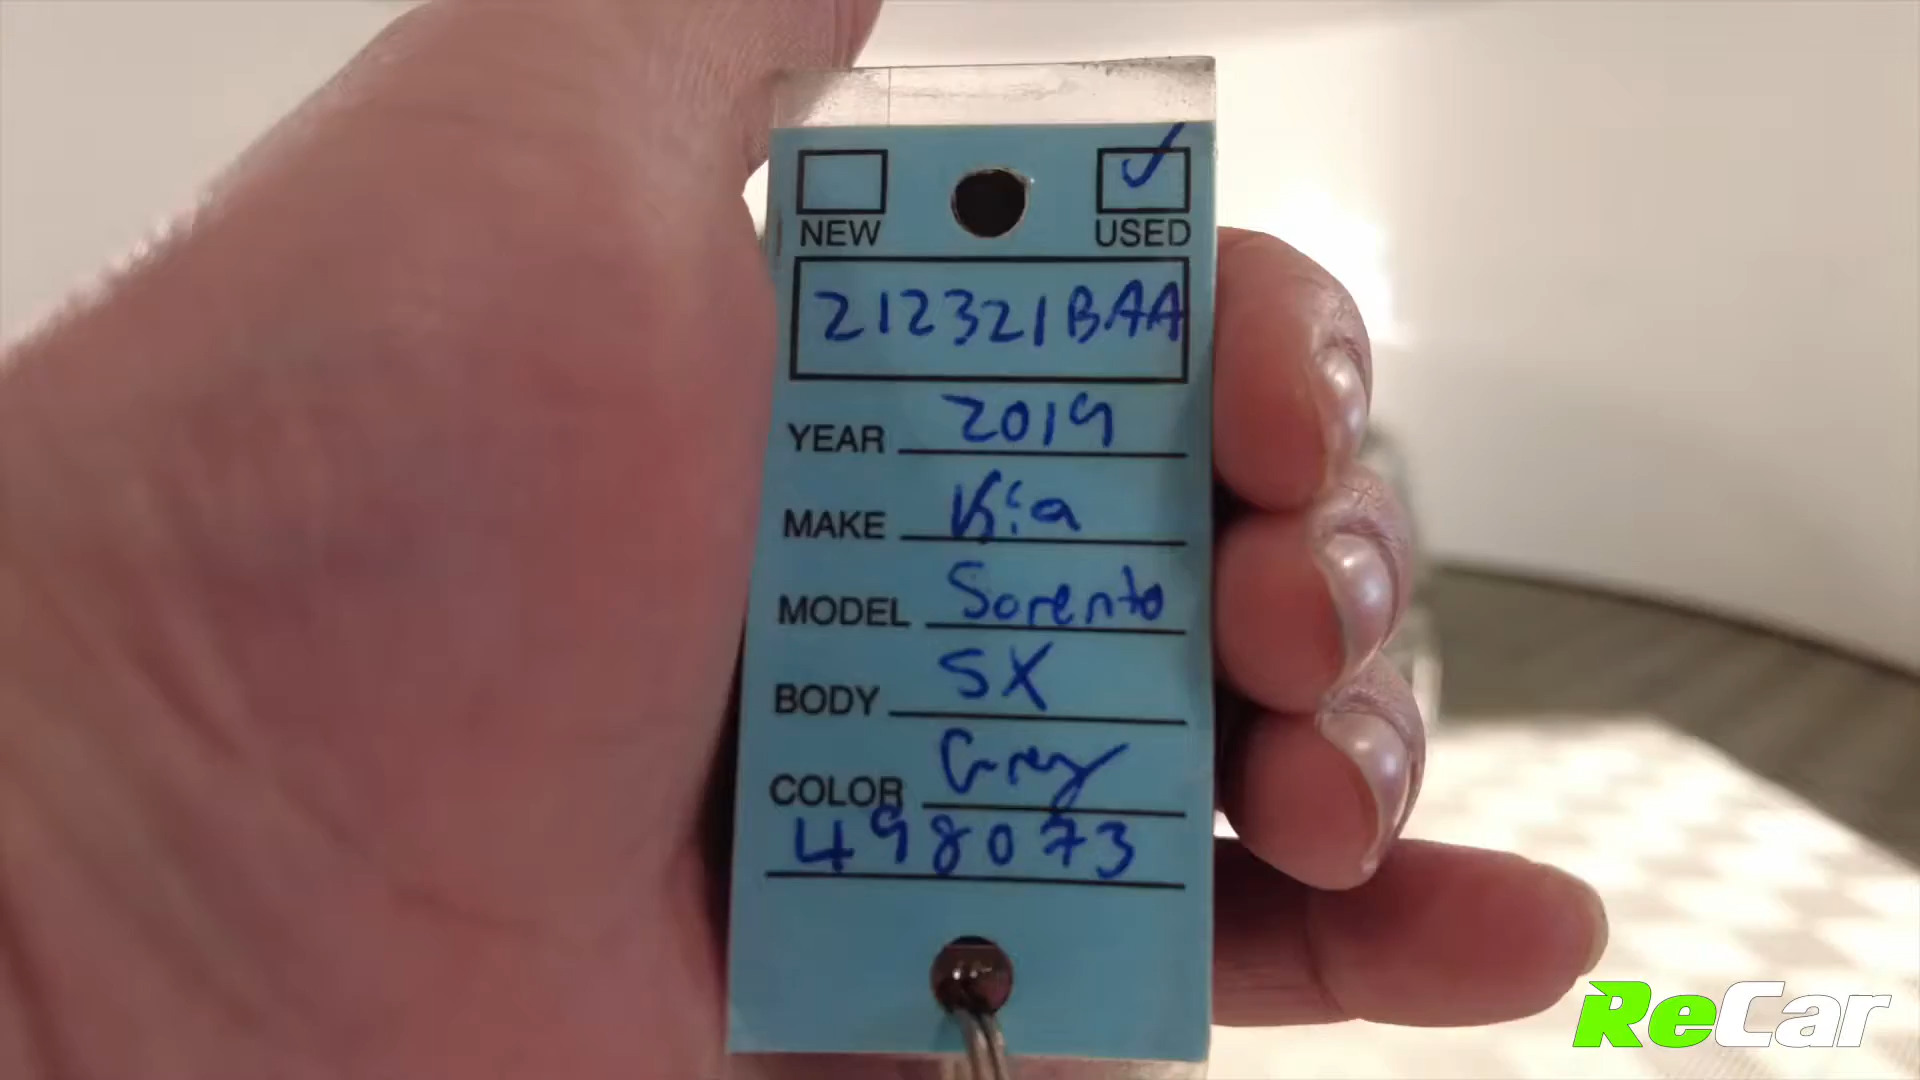 NEW USED
212321BAA
YEAR 2019
MAKE Kia
MODEL Sorento
BODY SX
COLOR Grey
498073
ReCar